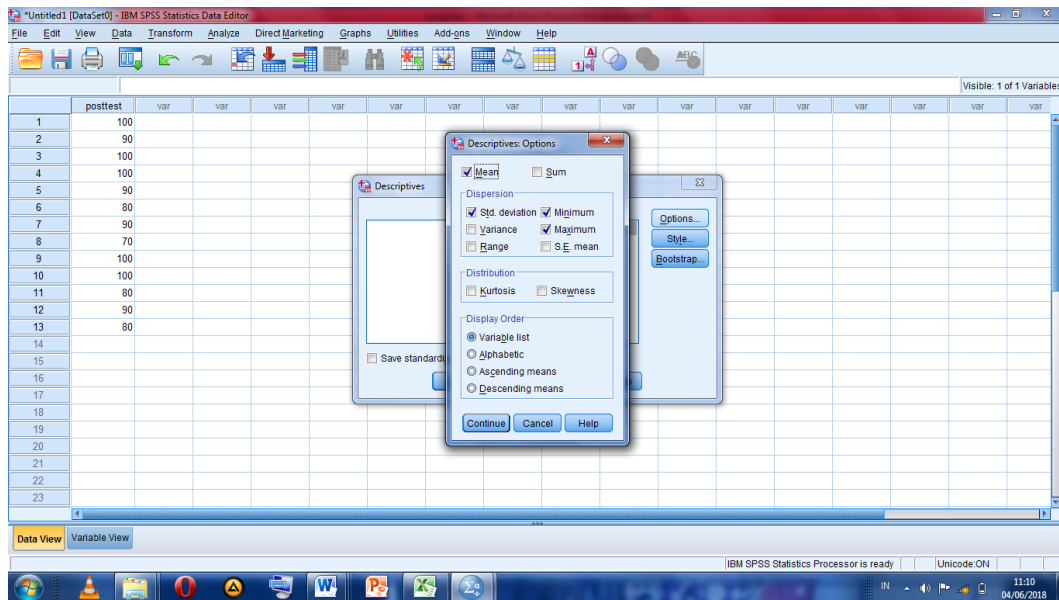 *Untitled1 [DataSet0] - IBM SPSS Statistics Data Editor
File Edit View Data Transform Analyze Direct Marketing Graphs Utilities Add-ons Window Help
Visible: 1 of 1 Variables
posttest var var var var var var var var var var var var var var var
1 100
2 90
3 100
4 100
5 90
6 80
7 90
8 70
9 100
10 100
11 80
12 90
13 80
14
15
16
17
18
19
20
21
22
23
Descriptives
Options...
Style...
Bootstrap...
Save standardi
Descriptives: Options
Mean Sum
Dispersion
Std. deviation Minimum
Variance Maximum
Range S.E. mean
Distribution
Kurtosis Skewness
Display Order
Variable list
Alphabetic
Ascending means
Descending means
Continue Cancel Help
Data View Variable View
IBM SPSS Statistics Processor is ready Unicode:ON
IN 11:10
04/06/2018